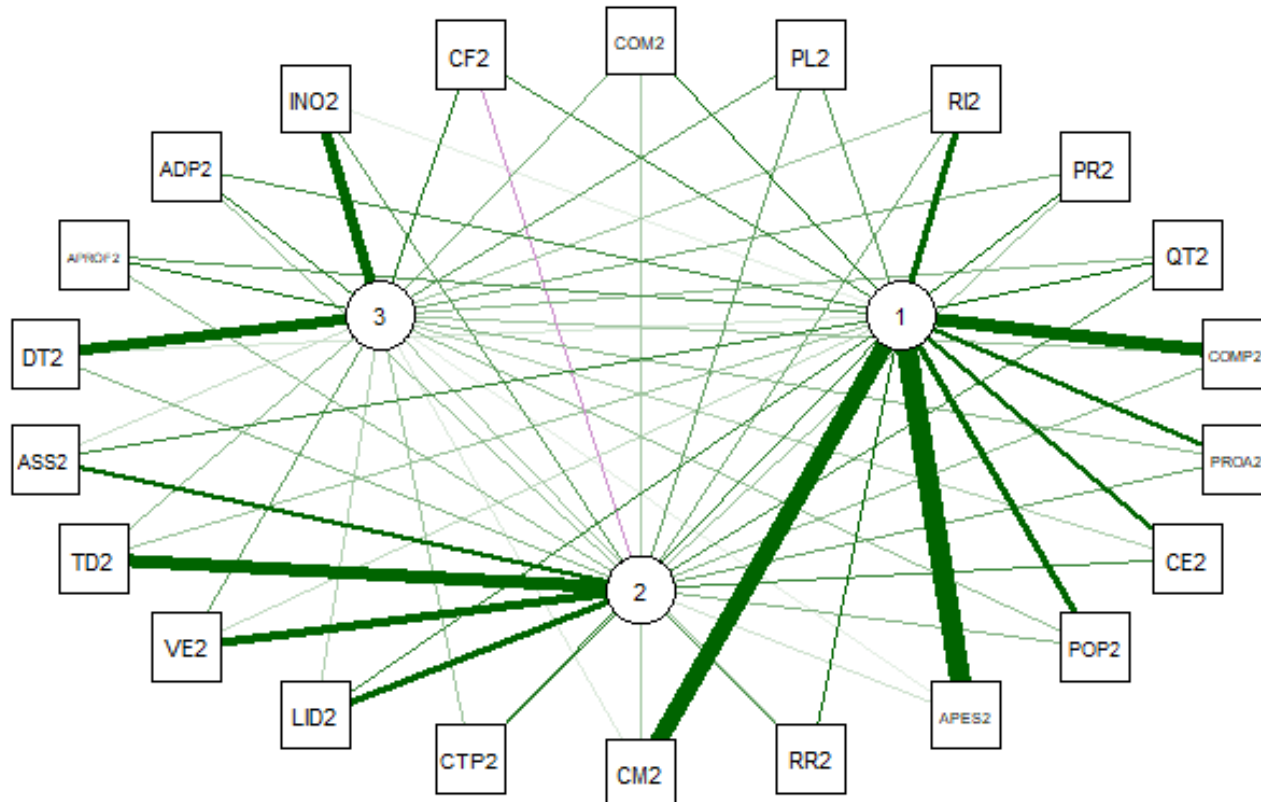 COM2
CF2
PL2
INO2
RI2
ADP2
PR2
APROF2
QT2
3
1
DT2
COMP2
ASS2
PROA2
TD2
CE2
2
VE2
POP2
LID2
APES2
CTP2
RR2
CM2